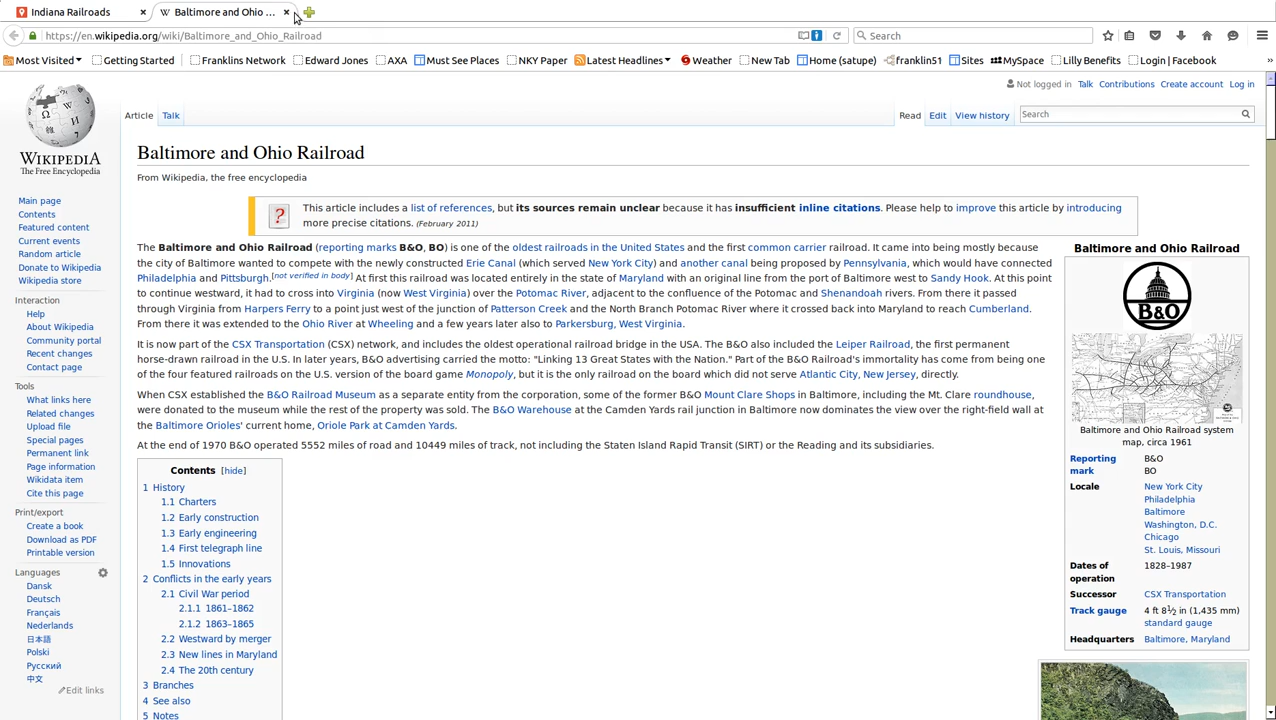 Indiana Railroads
Baltimore and Ohio ...
https://en.wikipedia.org/wiki/Baltimore_and_Ohio_Railroad
Search
Most Visited
Getting Started
Franklins Network
Edward Jones
AXA
Must See Places
NKY Paper
Latest Headlines
Weather
New Tab
Home (satupe)
franklin51
Sites
MySpace
Lilly Benefits
Login | Facebook
»
Not logged in Talk Contributions Create account Log in
Article Talk
Read Edit View history
Search
WIKIPEDIA
The Free Encyclopedia
Main page
Contents
Featured content
Current events
Random article
Donate to Wikipedia
Wikipedia store
Interaction
Help
About Wikipedia
Community portal
Recent changes
Contact page
Tools
What links here
Related changes
Upload file
Special pages
Permanent link
Page information
Wikidata item
Cite this page
Print/export
Create a book
Download as PDF
Printable version
Languages
Dansk
Deutsch
Français
Nederlands
日本語
Polski
Русский
中文
Edit links
Baltimore and Ohio Railroad
From Wikipedia, the free encyclopedia
This article includes a list of references, but its sources remain unclear because it has insufficient inline citations. Please help to improve this article by introducing
more precise citations. (February 2011)
The Baltimore and Ohio Railroad (reporting marks B&O, BO) is one of the oldest railroads in the United States and the first common carrier railroad. It came into being mostly because
the city of Baltimore wanted to compete with the newly constructed Erie Canal (which served New York City) and another canal being proposed by Pennsylvania, which would have connected
Philadelphia and Pittsburgh.[not verified in body] At first this railroad was located entirely in the state of Maryland with an original line from the port of Baltimore west to Sandy Hook. At this point
to continue westward, it had to cross into Virginia (now West Virginia) over the Potomac River, adjacent to the confluence of the Potomac and Shenandoah rivers. From there it passed
through Virginia from Harpers Ferry to a point just west of the junction of Patterson Creek and the North Branch Potomac River where it crossed back into Maryland to reach Cumberland.
From there it was extended to the Ohio River at Wheeling and a few years later also to Parkersburg, West Virginia.
It is now part of the CSX Transportation (CSX) network, and includes the oldest operational railroad bridge in the USA. The B&O also included the Leiper Railroad, the first permanent
horse-drawn railroad in the U.S. In later years, B&O advertising carried the motto: "Linking 13 Great States with the Nation." Part of the B&O Railroad's immortality has come from being one
of the four featured railroads on the U.S. version of the board game Monopoly, but it is the only railroad on the board which did not serve Atlantic City, New Jersey, directly.
When CSX established the B&O Railroad Museum as a separate entity from the corporation, some of the former B&O Mount Clare Shops in Baltimore, including the Mt. Clare roundhouse,
were donated to the museum while the rest of the property was sold. The B&O Warehouse at the Camden Yards rail junction in Baltimore now dominates the view over the right-field wall at
the Baltimore Orioles' current home, Oriole Park at Camden Yards.
At the end of 1970 B&O operated 5552 miles of road and 10449 miles of track, not including the Staten Island Rapid Transit (SIRT) or the Reading and its subsidiaries.
Contents [hide]
1 History
1.1 Charters
1.2 Early construction
1.3 Early engineering
1.4 First telegraph line
1.5 Innovations
2 Conflicts in the early years
2.1 Civil War period
2.1.1 1861–1862
2.1.2 1863–1865
2.2 Westward by merger
2.3 New lines in Maryland
2.4 The 20th century
3 Branches
4 See also
5 Notes
Baltimore and Ohio Railroad
B&O
Baltimore and Ohio Railroad system
map, circa 1961
Reporting B&O
mark BO
Locale New York City
Philadelphia
Baltimore
Washington, D.C.
Chicago
St. Louis, Missouri
Dates of 1828–1987
operation
Successor CSX Transportation
Track gauge 4 ft 8 1⁄2 in (1,435 mm)
standard gauge
Headquarters Baltimore, Maryland